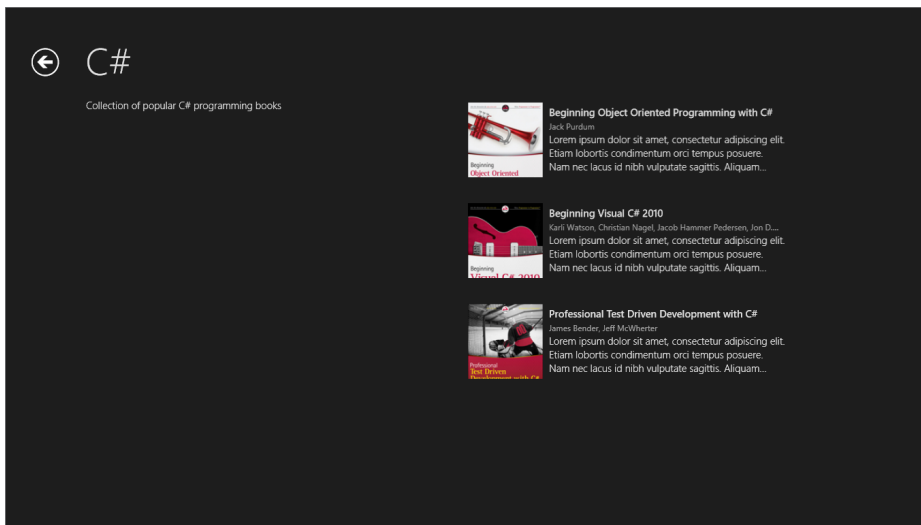 C#
Collection of popular C# programming books
Beginning Object Oriented Programming with C#
Jack Purdum
Lorem ipsum dolor sit amet, consectetur adipiscing elit.
Etiam lobortis condimentum orci tempus posuere.
Nam nec lacus id nibh vulputate sagittis. Aliquam...
Beginning
Object Oriented
Beginning Visual C# 2010
Karli Watson, Christian Nagel, Jacob Hammer Pedersen, Jon D....
Lorem ipsum dolor sit amet, consectetur adipiscing elit.
Etiam lobortis condimentum orci tempus posuere.
Nam nec lacus id nibh vulputate sagittis. Aliquam...
Beginning
Visual C# 2010
Professional Test Driven Development with C#
James Bender, Jeff McWherter
Lorem ipsum dolor sit amet, consectetur adipiscing elit.
Etiam lobortis condimentum orci tempus posuere.
Nam nec lacus id nibh vulputate sagittis. Aliquam...
Professional
Test Driven
Development with C#